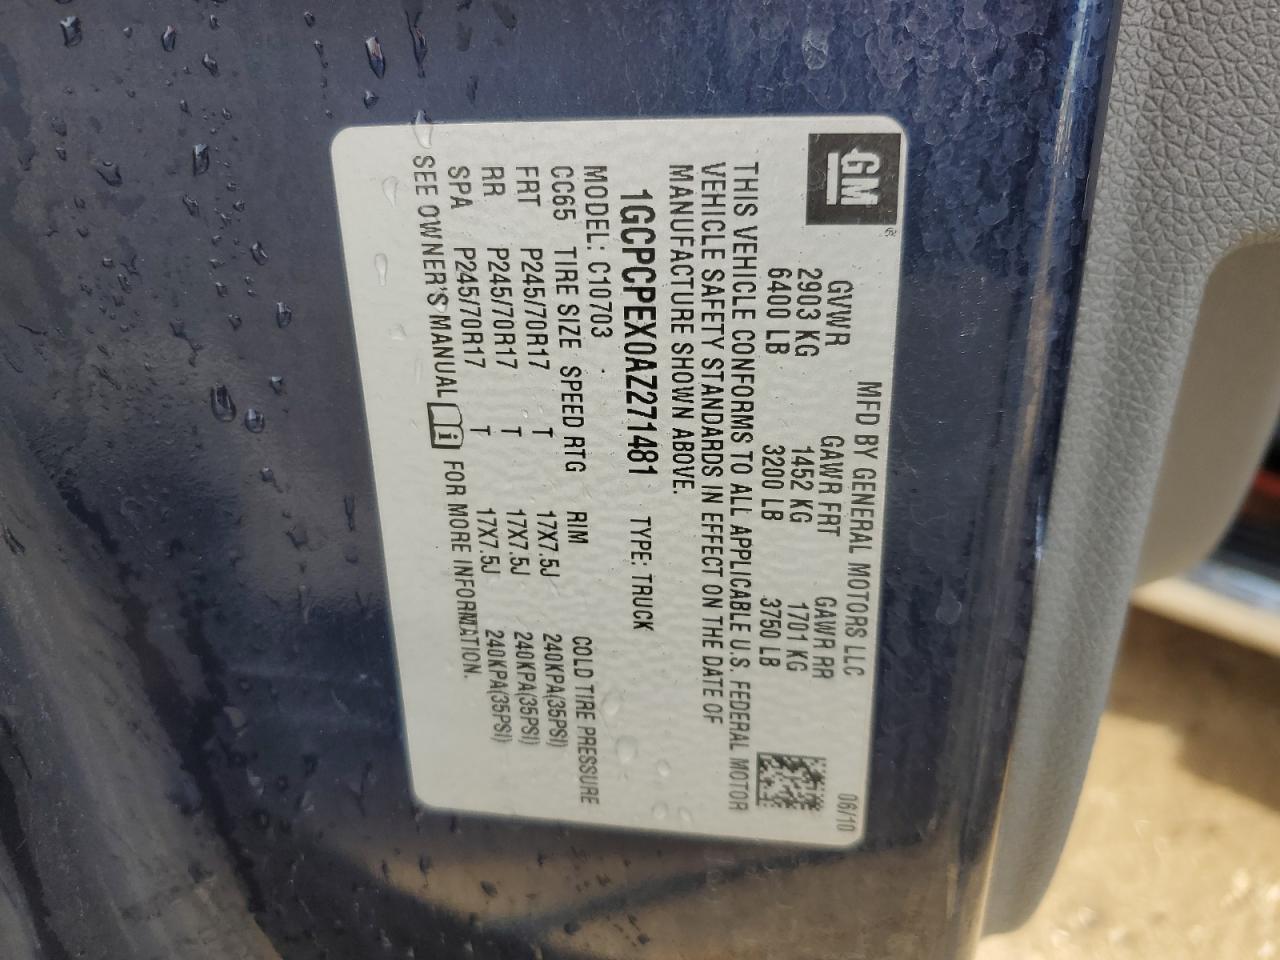 GM
MFD BY GENERAL MOTORS LLC 06/10
GVWR GAWR FRT GAWR RR
2903 KG 1452 KG 1701 KG
6400 LB 3200 LB 3750 LB
THIS VEHICLE CONFORMS TO ALL APPLICABLE U.S. FEDERAL MOTOR
VEHICLE SAFETY STANDARDS IN EFFECT ON THE DATE OF
MANUFACTURE SHOWN ABOVE.
1GCPCPEX0AZ271481 TYPE: TRUCK
MODEL: C10703
CC65 TIRE SIZE SPEED RTG RIM COLD TIRE PRESSURE
FRT P245/70R17 T 17X7.5J 240KPA(35PSI)
RR P245/70R17 T 17X7.5J 240KPA(35PSI)
SPA P245/70R17 T 17X7.5J 240KPA(35PSI)
SEE OWNER'S MANUAL FOR MORE INFORMATION.